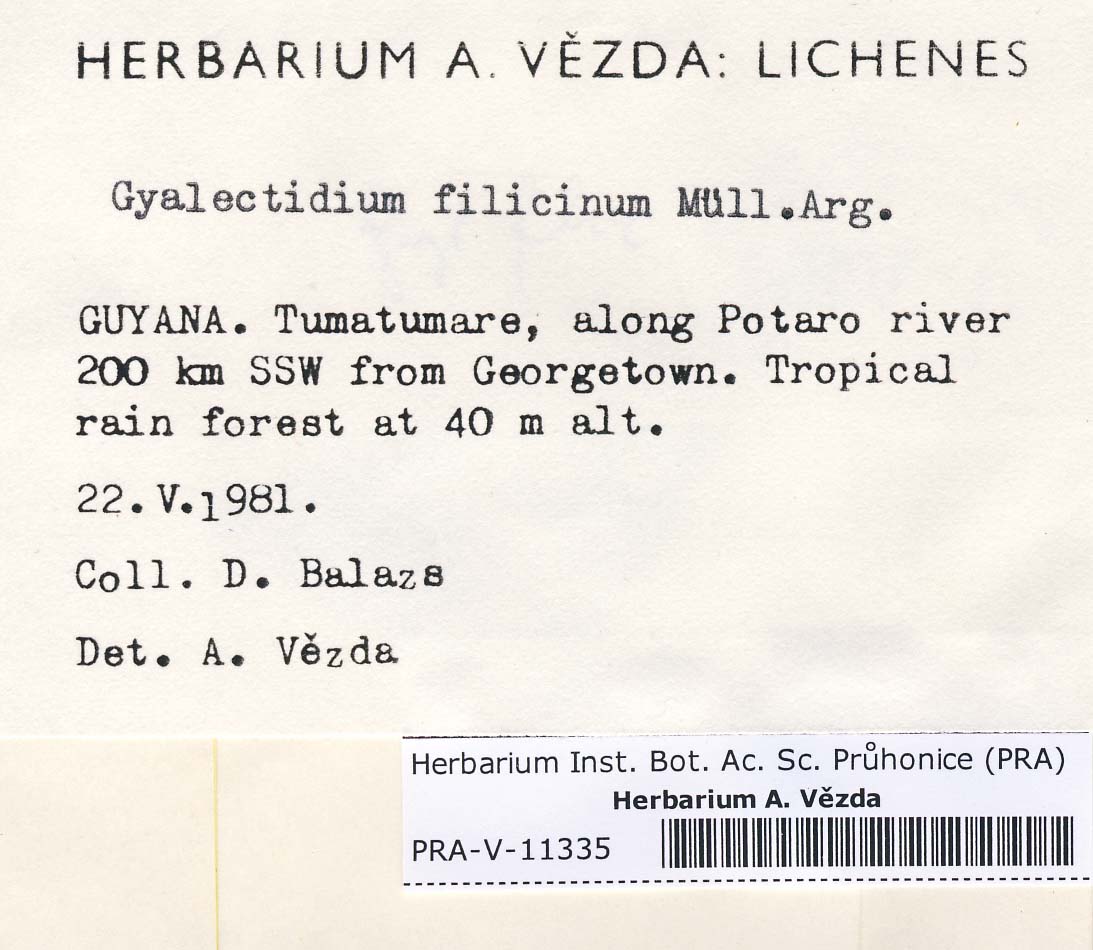 HERBARIUM A. VĚZDA: LICHENES
Gyalectidium filicinum Müll.Arg.
GUYANA. Tumatumare, along Potaro river
200 km SSW from Georgetown. Tropical
rain forest at 40 m alt.
22.V.1981.
Coll. D. Balazs
Det. A. Vězda
Herbarium Inst. Bot. Ac. Sc. Průhonice (PRA)
Herbarium A. Vězda
PRA-V-11335